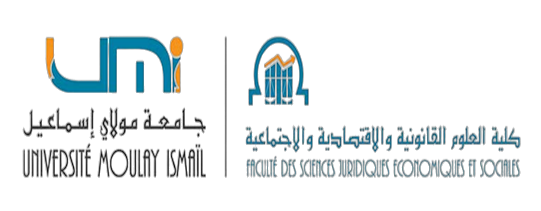 umi
جامعة مولاي إسماعيل
UNIVERSITÉ MOULAY ISMAÏL
كلية العلوم القانونية والاقتصادية والاجتماعية
FACULTÉ DES SCIENCES JURIDIQUES ECONOMIQUES ET SOCIALES